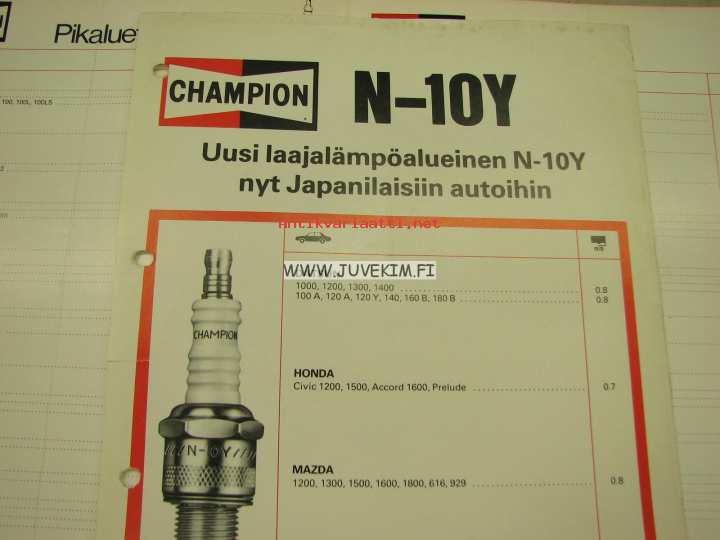 Pikalue
100, 100L, 100LS
CHAMPION
N-10Y
Uusi laajalämpöalueinen N-10Y
nyt Japanilaisiin autoihin
antikvariaatti.net
WWW.JUVEKIM.FI
1000, 1200, 1300, 1400 0.8
100 A, 120 A, 120 Y, 140, 160 B, 180 B 0.8
CHAMPION
HONDA
Civic 1200, 1500, Accord 1600, Prelude 0.7
N-OY
MAZDA
1200, 1300, 1500, 1600, 1800, 616, 929 0.8